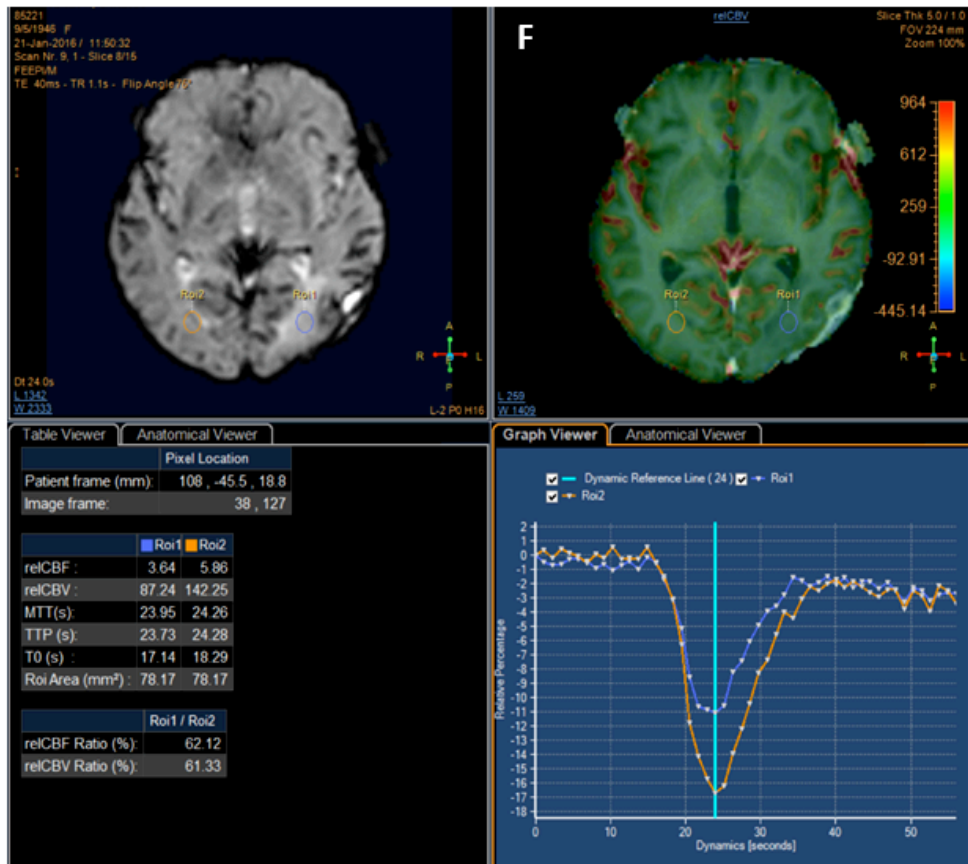 85221
9/5/1946 F
21-Jan-2016 / 11:50:32
Scan Nr. 9, 1 - Slice 8/15
FEEPI/M
TE 40ms - TR 1.1s - Flip Angle 75°
Roi2
Roi1
Dt 24.0s
L 1342
W 2333
A
R
L
P
L-2 P0 H16
relCBV
F
Slice Thk 5.0 / 1.0
FOV 224 mm
Zoom 100%
964
612
259
-92.91
-445.14
Roi2
Roi1
L 259
W 1409
A
R
L
P
Table Viewer
Anatomical Viewer
Pixel Location
Patient frame (mm): 108 , -45.5 , 18.8
Image frame: 38 , 127
Roi1 Roi2
relCBF : 3.64 5.86
relCBV : 87.24 142.25
MTT(s) : 23.95 24.26
TTP (s) : 23.73 24.28
T0 (s) : 17.14 18.29
Roi Area (mm²) : 78.17 78.17
Roi1 / Roi2
relCBF Ratio (%): 62.12
relCBV Ratio (%): 61.33
Graph Viewer
Anatomical Viewer
Dynamic Reference Line ( 24 )
Roi1
Roi2
2
1
0
-1
-2
-3
-4
-5
-6
-7
-8
-9
-10
-11
-12
-13
-14
-15
-16
-17
-18
Relative Percentage
0 10 20 30 40 50
Dynamics [seconds]